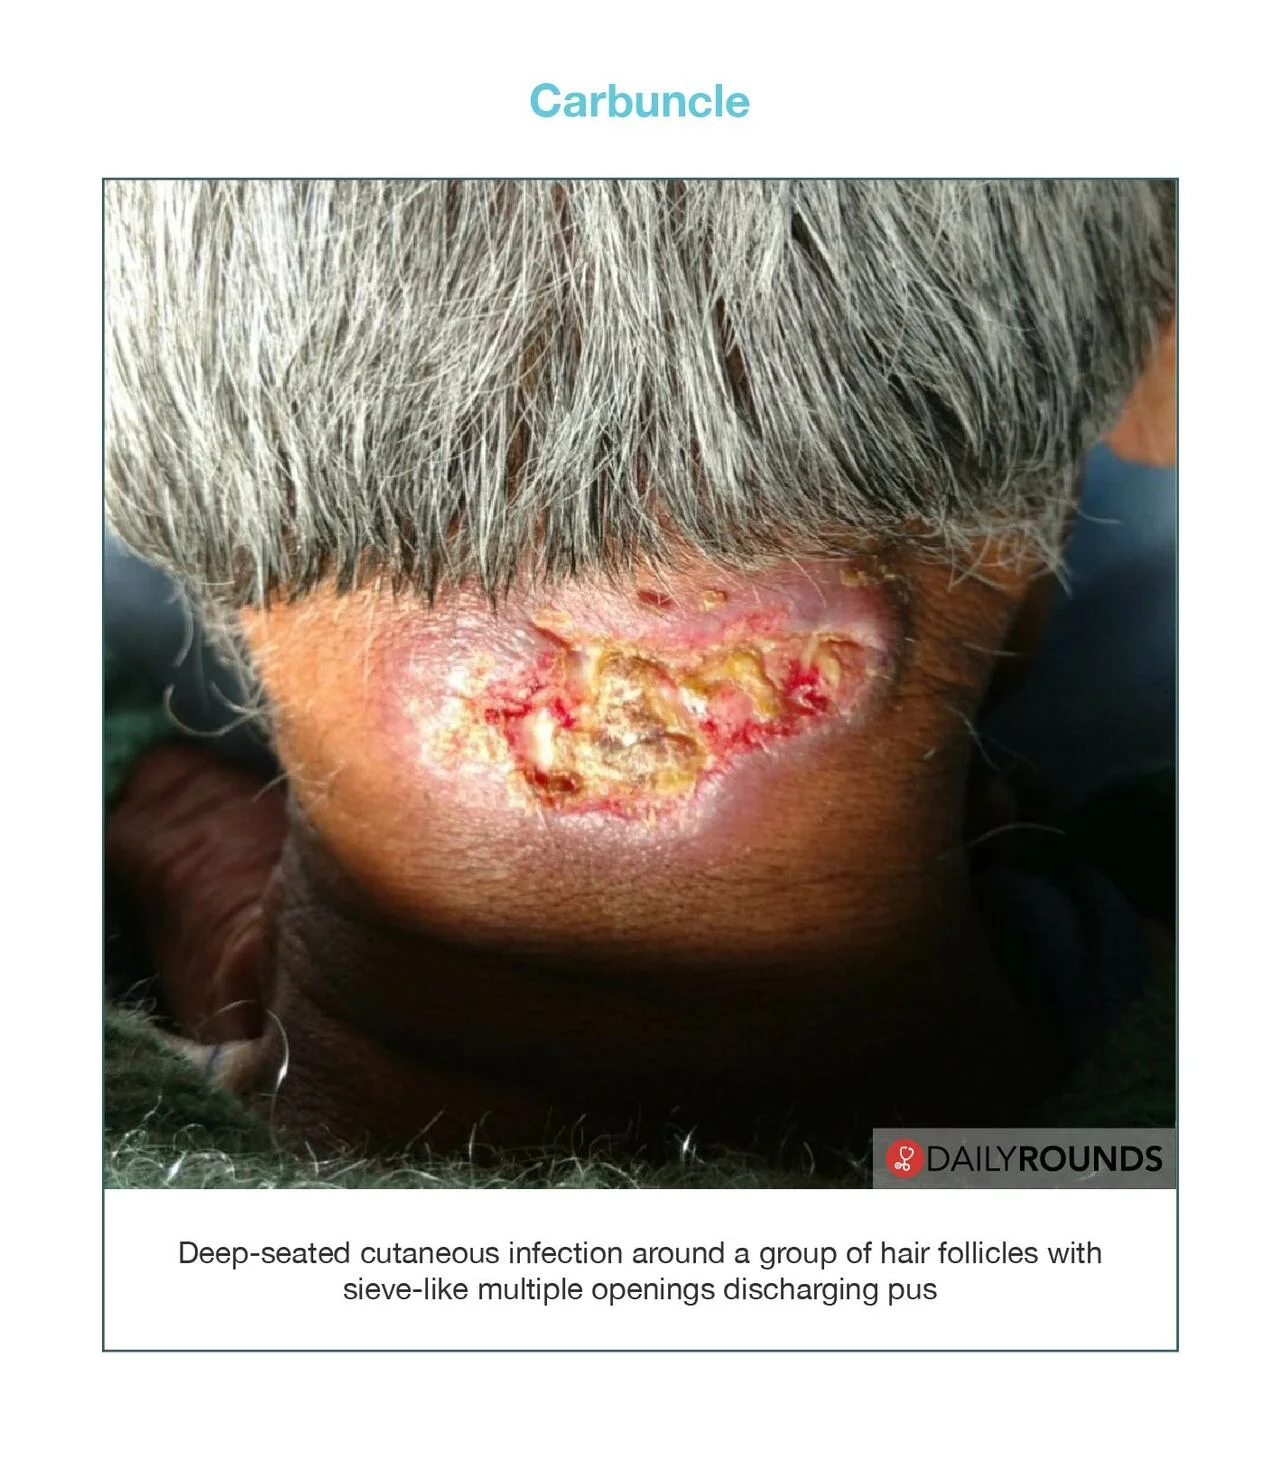 Carbuncle
DAILYROUNDS
Deep-seated cutaneous infection around a group of hair follicles with
sieve-like multiple openings discharging pus